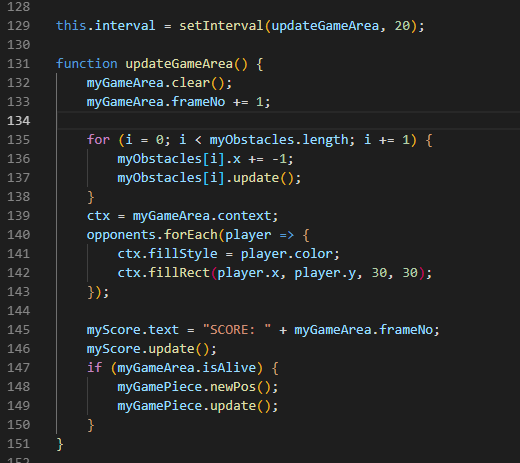 128
129 this.interval = setInterval(updateGameArea, 20);
130
131 function updateGameArea() {
132 myGameArea.clear();
133 myGameArea.frameNo += 1;
134
135 for (i = 0; i < myObstacles.length; i += 1) {
136 myObstacles[i].x += -1;
137 myObstacles[i].update();
138 }
139 ctx = myGameArea.context;
140 opponents.forEach(player => {
141 ctx.fillStyle = player.color;
142 ctx.fillRect(player.x, player.y, 30, 30);
143 });
144
145 myScore.text = "SCORE: " + myGameArea.frameNo;
146 myScore.update();
147 if (myGameArea.isAlive) {
148 myGamePiece.newPos();
149 myGamePiece.update();
150 }
151 }
152